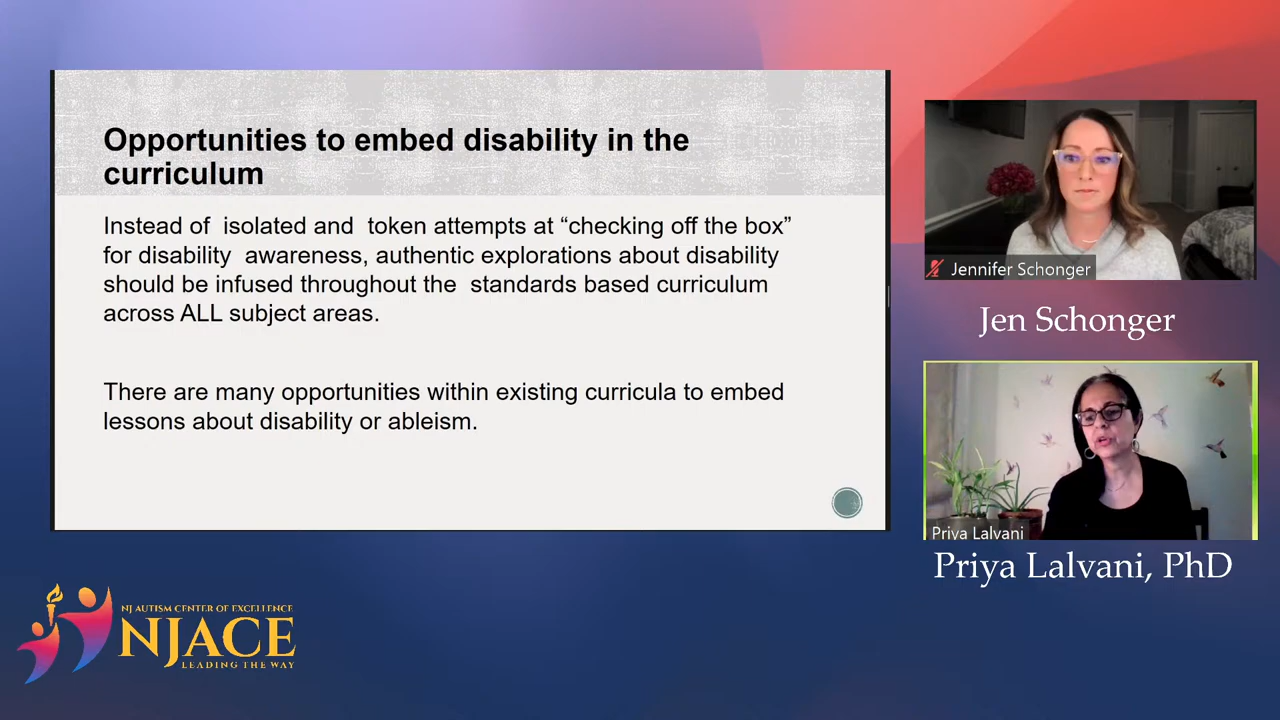 Opportunities to embed disability in the
curriculum
Instead of isolated and token attempts at “checking off the box”
for disability awareness, authentic explorations about disability
should be infused throughout the standards based curriculum
across ALL subject areas.
There are many opportunities within existing curricula to embed
lessons about disability or ableism.
Jennifer Schonger
Jen Schonger
Priya Lalvani
Priya Lalvani, PhD
NJ AUTISM CENTER OF EXCELLENCE
NJACE
LEADING THE WAY